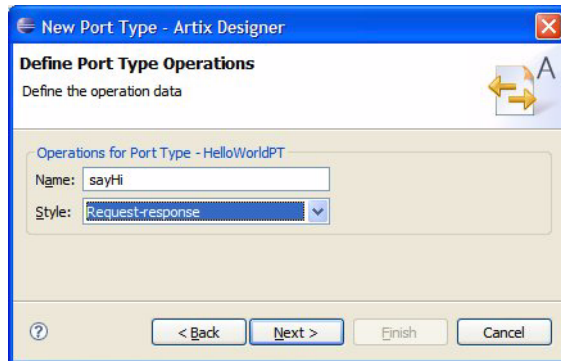 New Port Type - Artix Designer
Define Port Type Operations
Define the operation data
A
Operations for Port Type - HelloWorldPT
Name: sayHi
Style: Request-response
? < Back Next > Finish Cancel